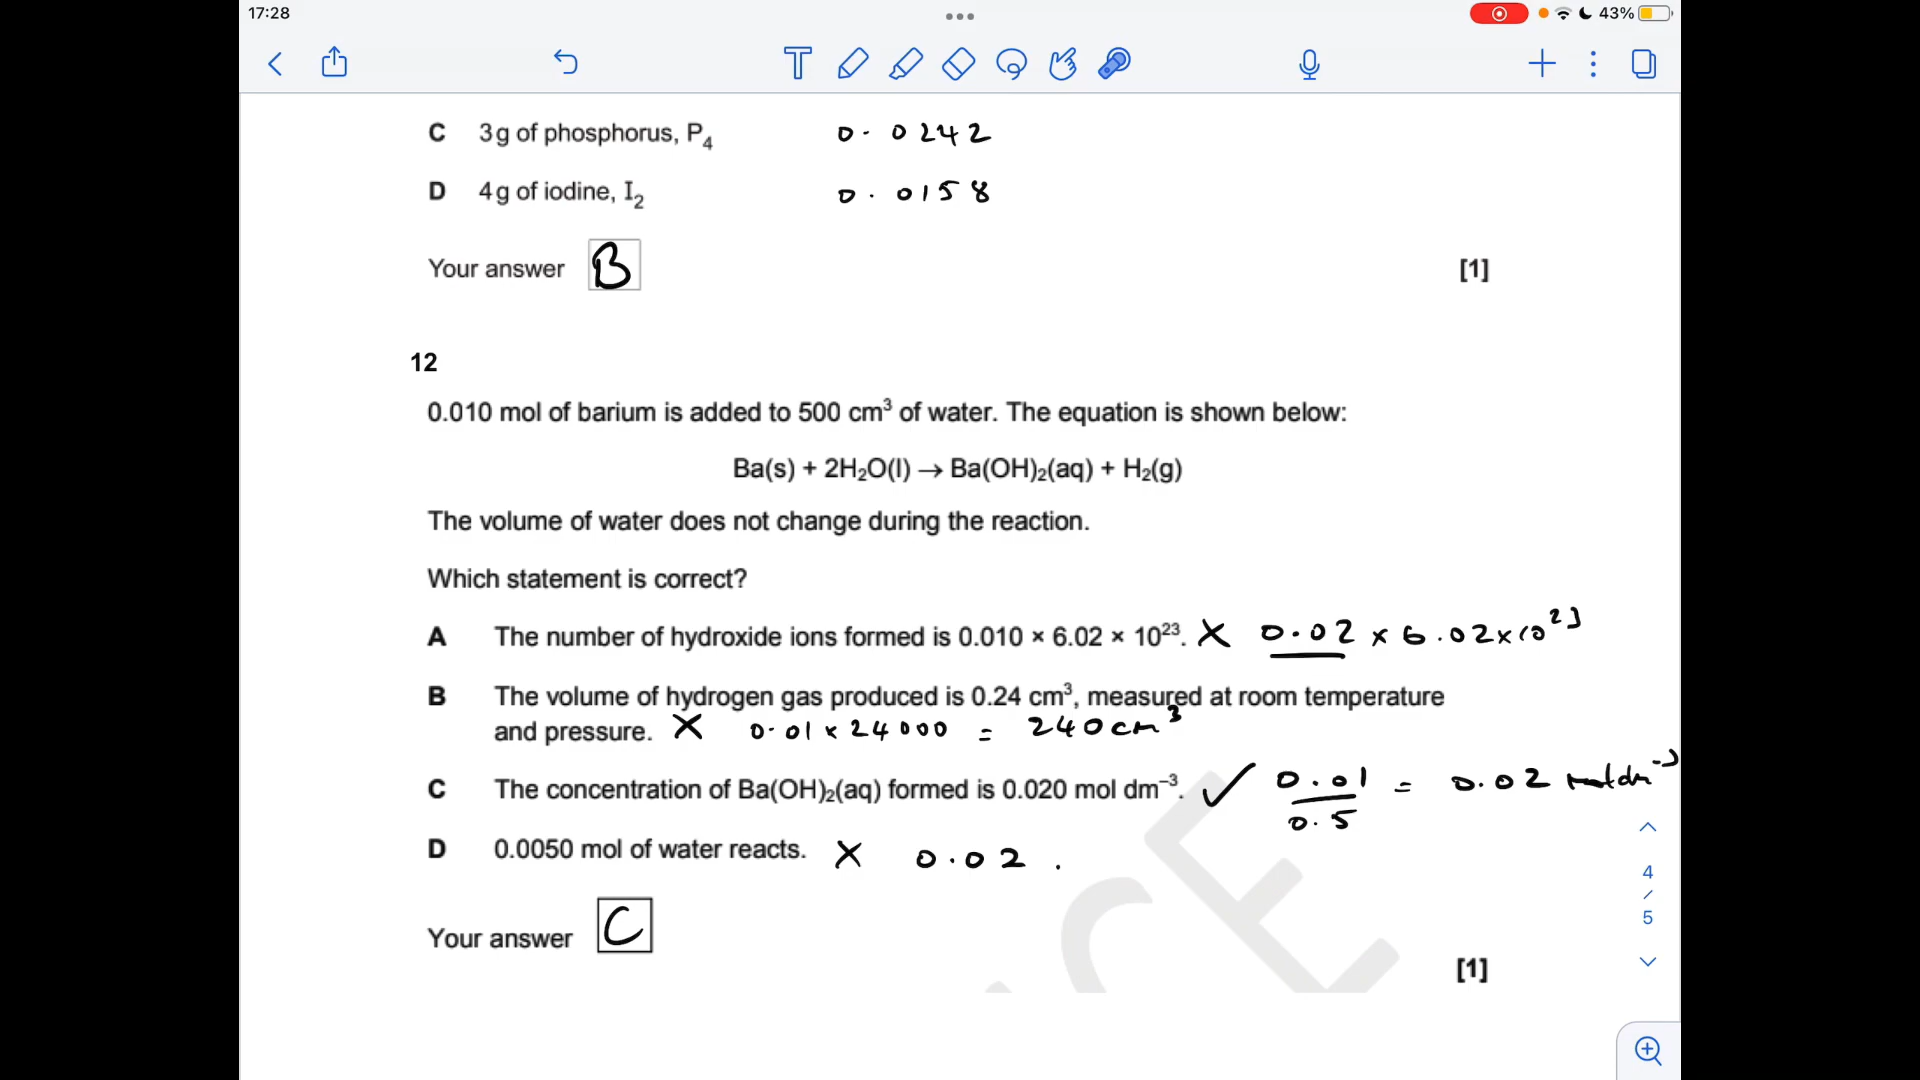 17:28
43%
C 3g of phosphorus, P₄ 0.0242
D 4g of iodine, I₂ 0.0158
Your answer B [1]
12
0.010 mol of barium is added to 500 cm³ of water. The equation is shown below:
Ba(s) + 2H₂O(l) → Ba(OH)₂(aq) + H₂(g)
The volume of water does not change during the reaction.
Which statement is correct?
A The number of hydroxide ions formed is 0.010 × 6.02 × 10²³. X 0.02 × 6.02×10²³
B The volume of hydrogen gas produced is 0.24 cm³, measured at room temperature
and pressure. X 0.01 × 24000 = 240cm³
C The concentration of Ba(OH)₂(aq) formed is 0.020 mol dm⁻³. ✓ 0.01 = 0.02 mol dm⁻³
0.5
D 0.0050 mol of water reacts. X 0.02 .
Your answer C
[1]
4
/
5
CE